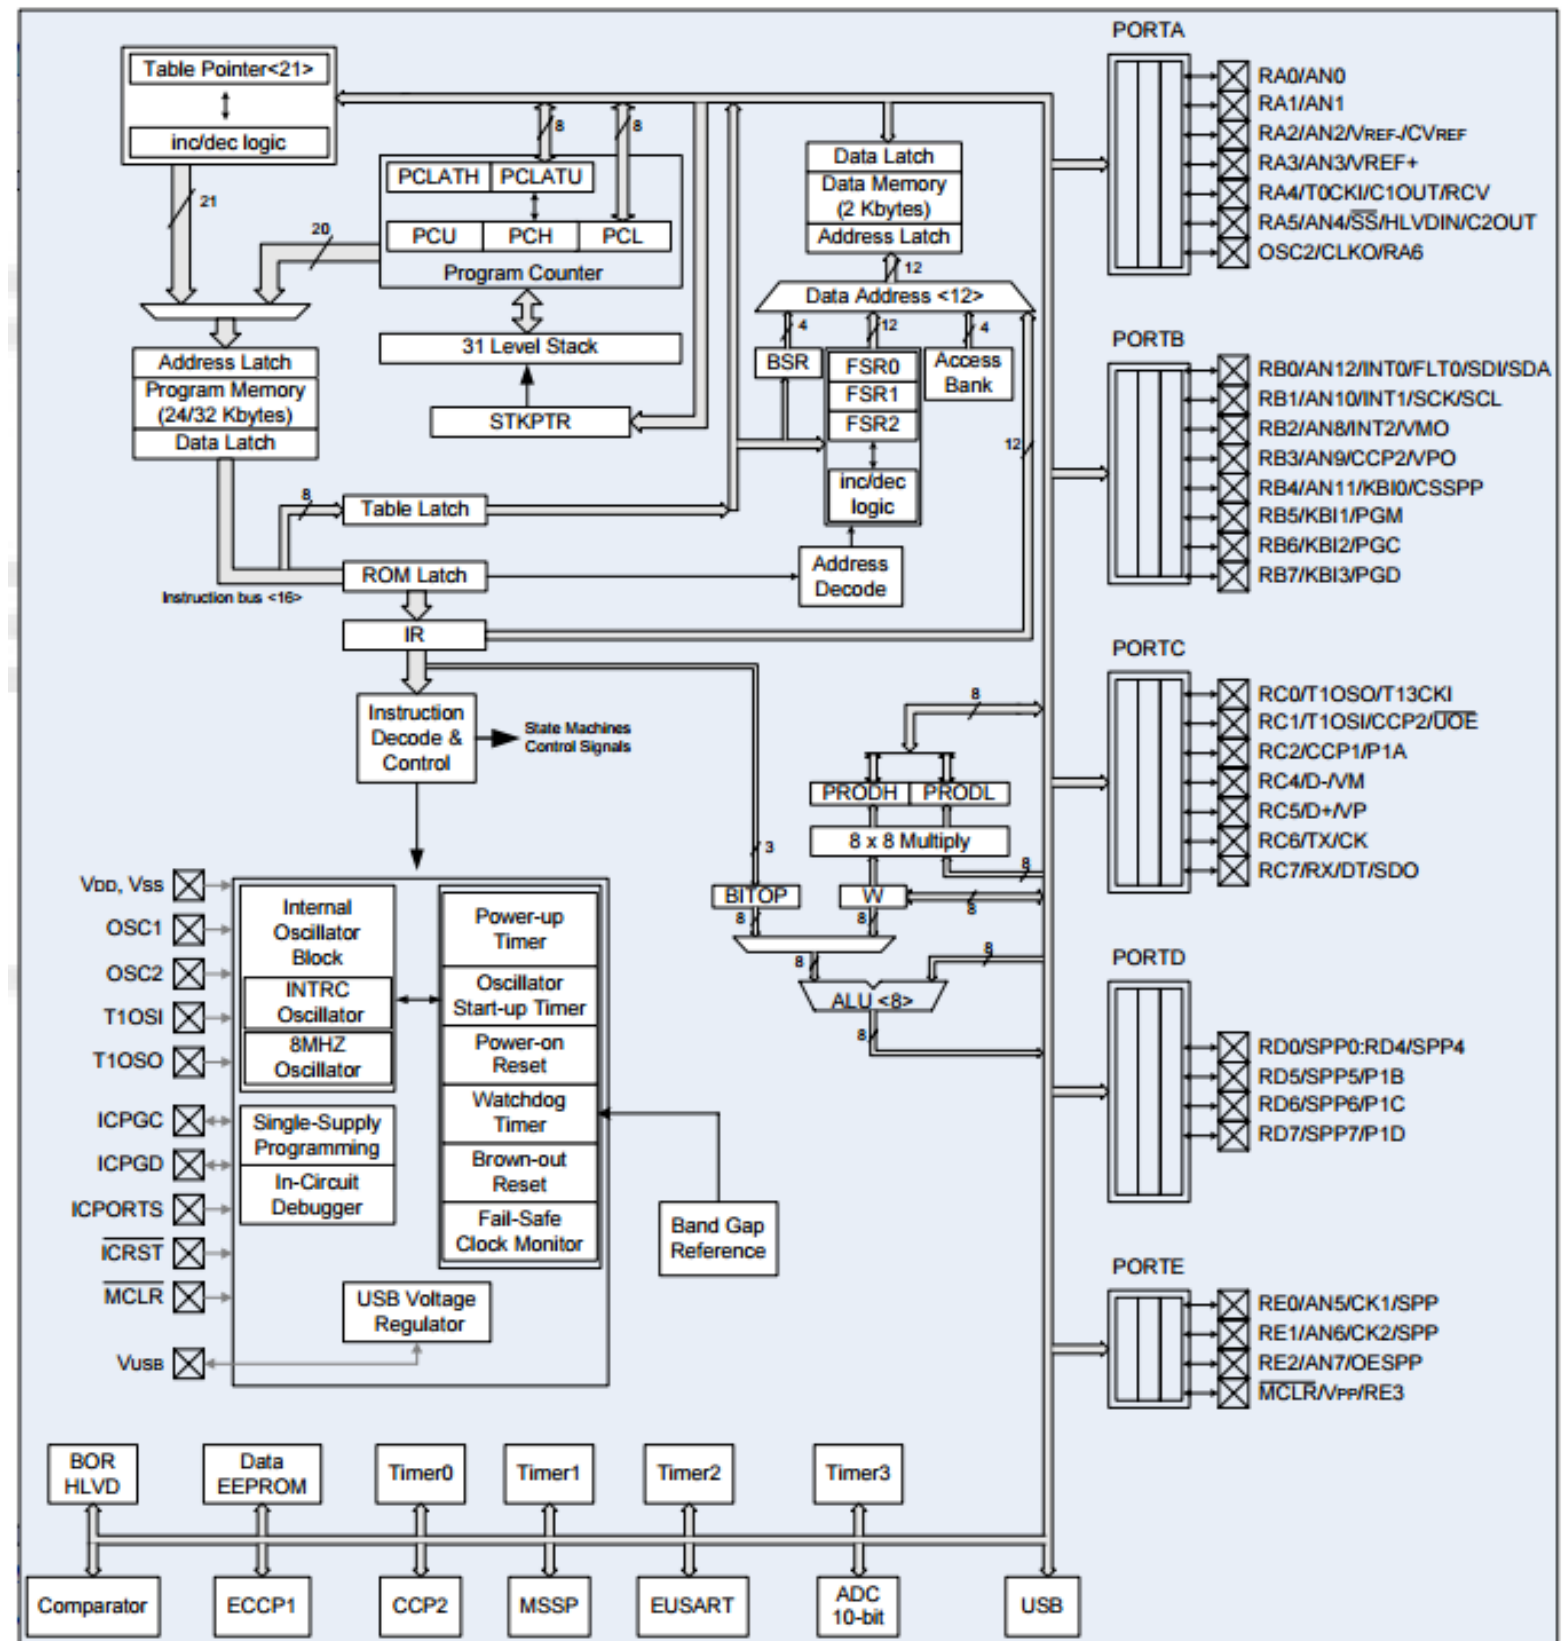 Table Pointer<21>
inc/dec logic
21
20
8
8
PCLATH PCLATU
PCU PCH PCL
Program Counter
31 Level Stack
STKPTR
Address Latch
Program Memory
(24/32 Kbytes)
Data Latch
8
Table Latch
ROM Latch
Instruction bus <16>
IR
Instruction
Decode &
Control
State Machines
Control Signals
Data Latch
Data Memory
(2 Kbytes)
Address Latch
12
Data Address <12>
4
12
4
BSR
FSR0
FSR1
FSR2
inc/dec
logic
Access
Bank
12
Address
Decode
8
PRODH PRODL
8 x 8 Multiply
3
8
BITOP
W
8
8
8
8
8
ALU <8>
8
VDD, VSS
OSC1
OSC2
T1OSI
T1OSO
ICPGC
ICPGD
ICPORTS
ICRST
MCLR
VUSB
Internal
Oscillator
Block
INTRC
Oscillator
8MHZ
Oscillator
Single-Supply
Programming
In-Circuit
Debugger
Power-up
Timer
Oscillator
Start-up Timer
Power-on
Reset
Watchdog
Timer
Brown-out
Reset
Fail-Safe
Clock Monitor
Band Gap
Reference
USB Voltage
Regulator
BOR
HLVD
Data
EEPROM
Timer0
Timer1
Timer2
Timer3
Comparator
ECCP1
CCP2
MSSP
EUSART
ADC
10-bit
USB
PORTA
RA0/AN0
RA1/AN1
RA2/AN2/VREF-/CVREF
RA3/AN3/VREF+
RA4/T0CKI/C1OUT/RCV
RA5/AN4/SS/HLVDIN/C2OUT
OSC2/CLKO/RA6
PORTB
RB0/AN12/INT0/FLT0/SDI/SDA
RB1/AN10/INT1/SCK/SCL
RB2/AN8/INT2/VMO
RB3/AN9/CCP2/VPO
RB4/AN11/KBI0/CSSPP
RB5/KBI1/PGM
RB6/KBI2/PGC
RB7/KBI3/PGD
PORTC
RC0/T1OSO/T13CKI
RC1/T1OSI/CCP2/UOE
RC2/CCP1/P1A
RC4/D-/VM
RC5/D+/VP
RC6/TX/CK
RC7/RX/DT/SDO
PORTD
RD0/SPP0:RD4/SPP4
RD5/SPP5/P1B
RD6/SPP6/P1C
RD7/SPP7/P1D
PORTE
RE0/AN5/CK1/SPP
RE1/AN6/CK2/SPP
RE2/AN7/OESPP
MCLR/VPP/RE3